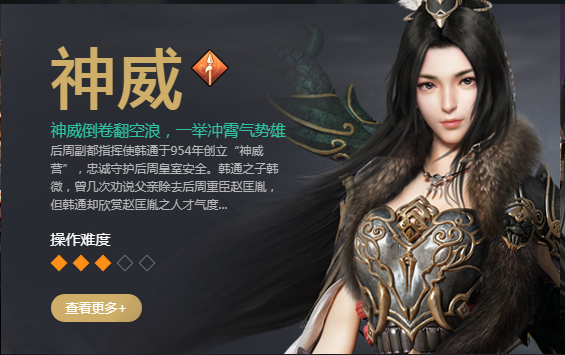 神威
神威倒卷翻空浪，一举冲霄气势雄
后周副都指挥使韩通于954年创立“神威
营”，忠诚守护后周皇室安全。韩通之子韩
微，曾几次劝说父亲除去后周重臣赵匡胤，
但韩通却欣赏赵匡胤之人才气度...
操作难度
查看更多+